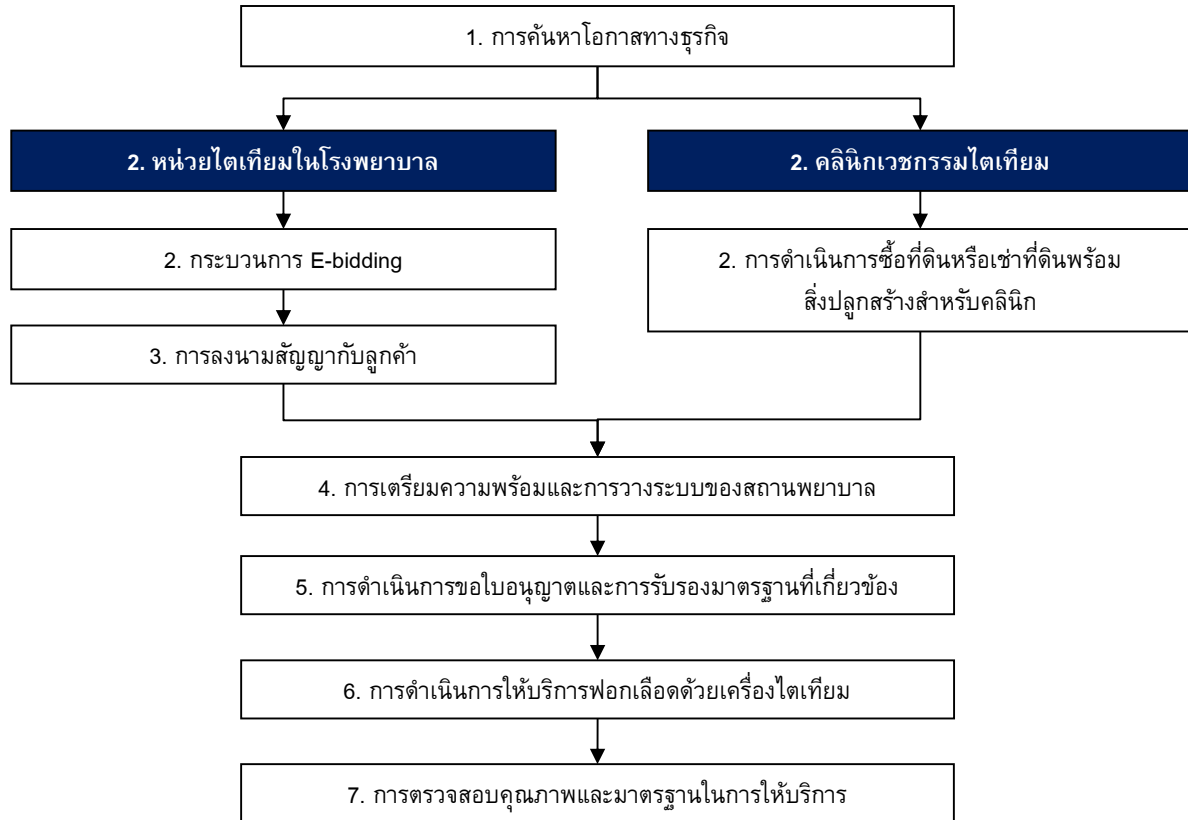 1. การค้นหาโอกาสทางธุรกิจ
2. หน่วยไตเทียมในโรงพยาบาล
2. คลินิกเวชกรรมไตเทียม
2. กระบวนการ E-bidding
2. การดำเนินการซื้อที่ดินหรือเช่าที่ดินพร้อม
สิ่งปลูกสร้างสำหรับคลินิก
3. การลงนามสัญญากับลูกค้า
4. การเตรียมความพร้อมและการวางระบบของสถานพยาบาล
5. การดำเนินการขอใบอนุญาตและการรับรองมาตรฐานที่เกี่ยวข้อง
6. การดำเนินการให้บริการฟอกเลือดด้วยเครื่องไตเทียม
7. การตรวจสอบคุณภาพและมาตรฐานในการให้บริการ